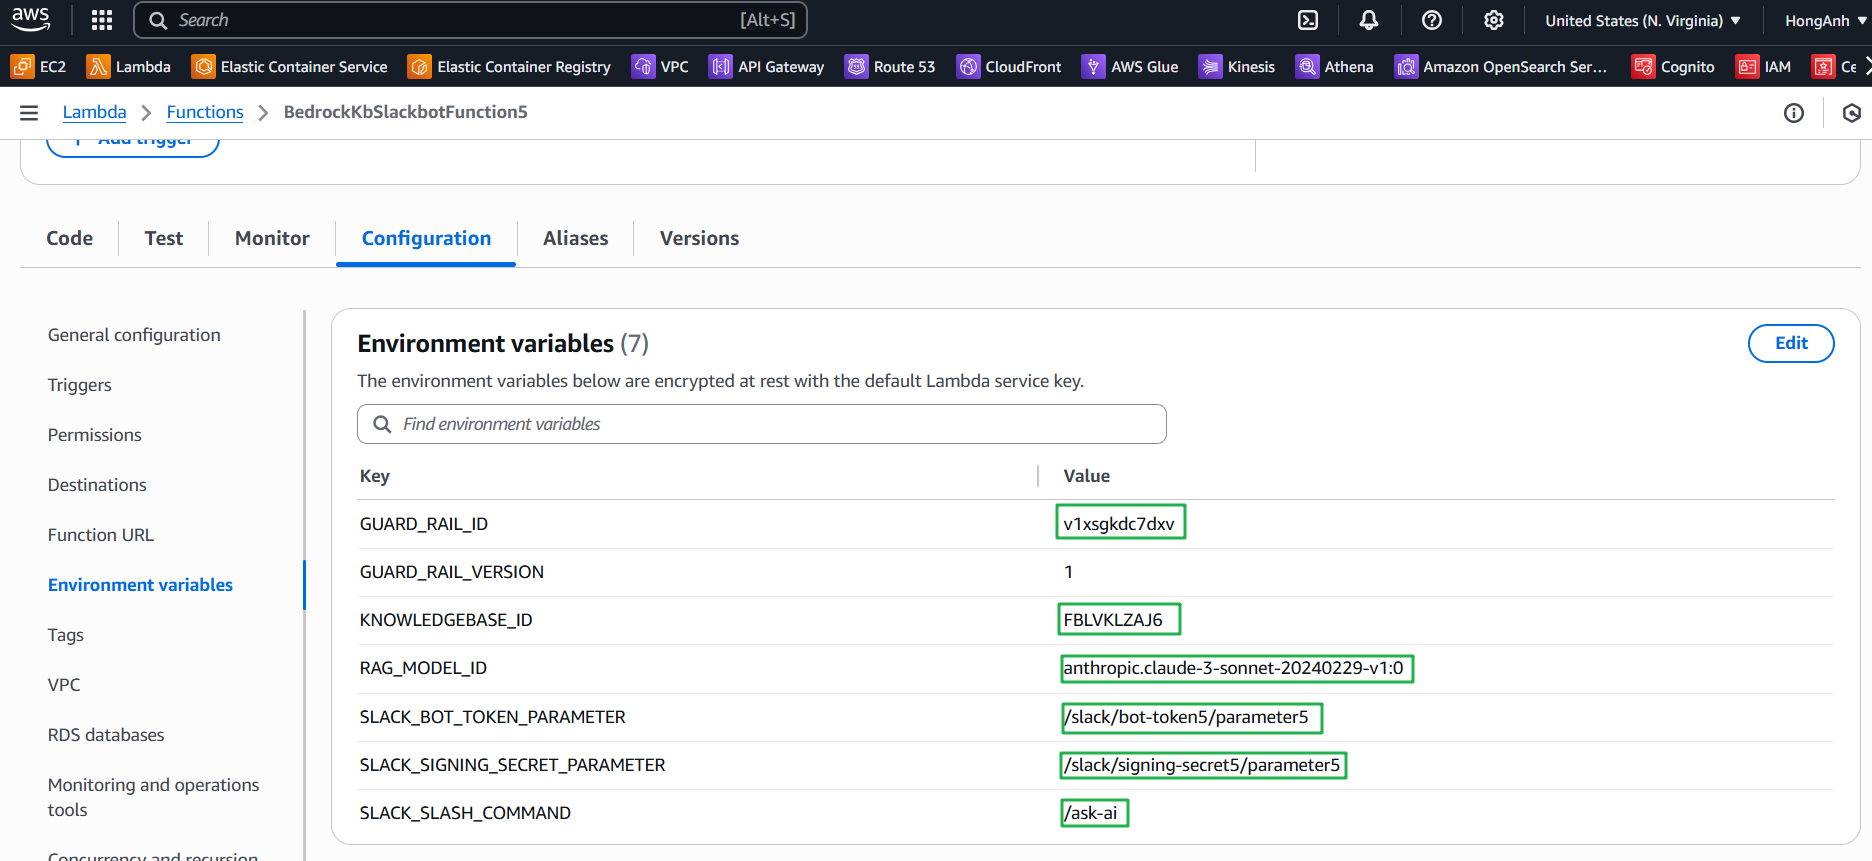 aws
Search [Alt+S] United States (N. Virginia) HongAnh
EC2 Lambda Elastic Container Service Elastic Container Registry VPC API Gateway Route 53 CloudFront AWS Glue Kinesis Athena Amazon OpenSearch Ser... Cognito IAM Ce
Lambda Functions BedrockKbSlackbotFunction5
Add trigger
Code Test Monitor Configuration Aliases Versions
General configuration
Triggers
Permissions
Destinations
Function URL
Environment variables
Tags
VPC
RDS databases
Monitoring and operations
tools
Concurrency and recursion
Environment variables (7)
Edit
The environment variables below are encrypted at rest with the default Lambda service key.
Find environment variables
Key Value
GUARD_RAIL_ID v1xsgkdc7dxv
GUARD_RAIL_VERSION 1
KNOWLEDGEBASE_ID FBLVKLZAJ6
RAG_MODEL_ID anthropic.claude-3-sonnet-20240229-v1:0
SLACK_BOT_TOKEN_PARAMETER /slack/bot-token5/parameter5
SLACK_SIGNING_SECRET_PARAMETER /slack/signing-secret5/parameter5
SLACK_SLASH_COMMAND /ask-ai